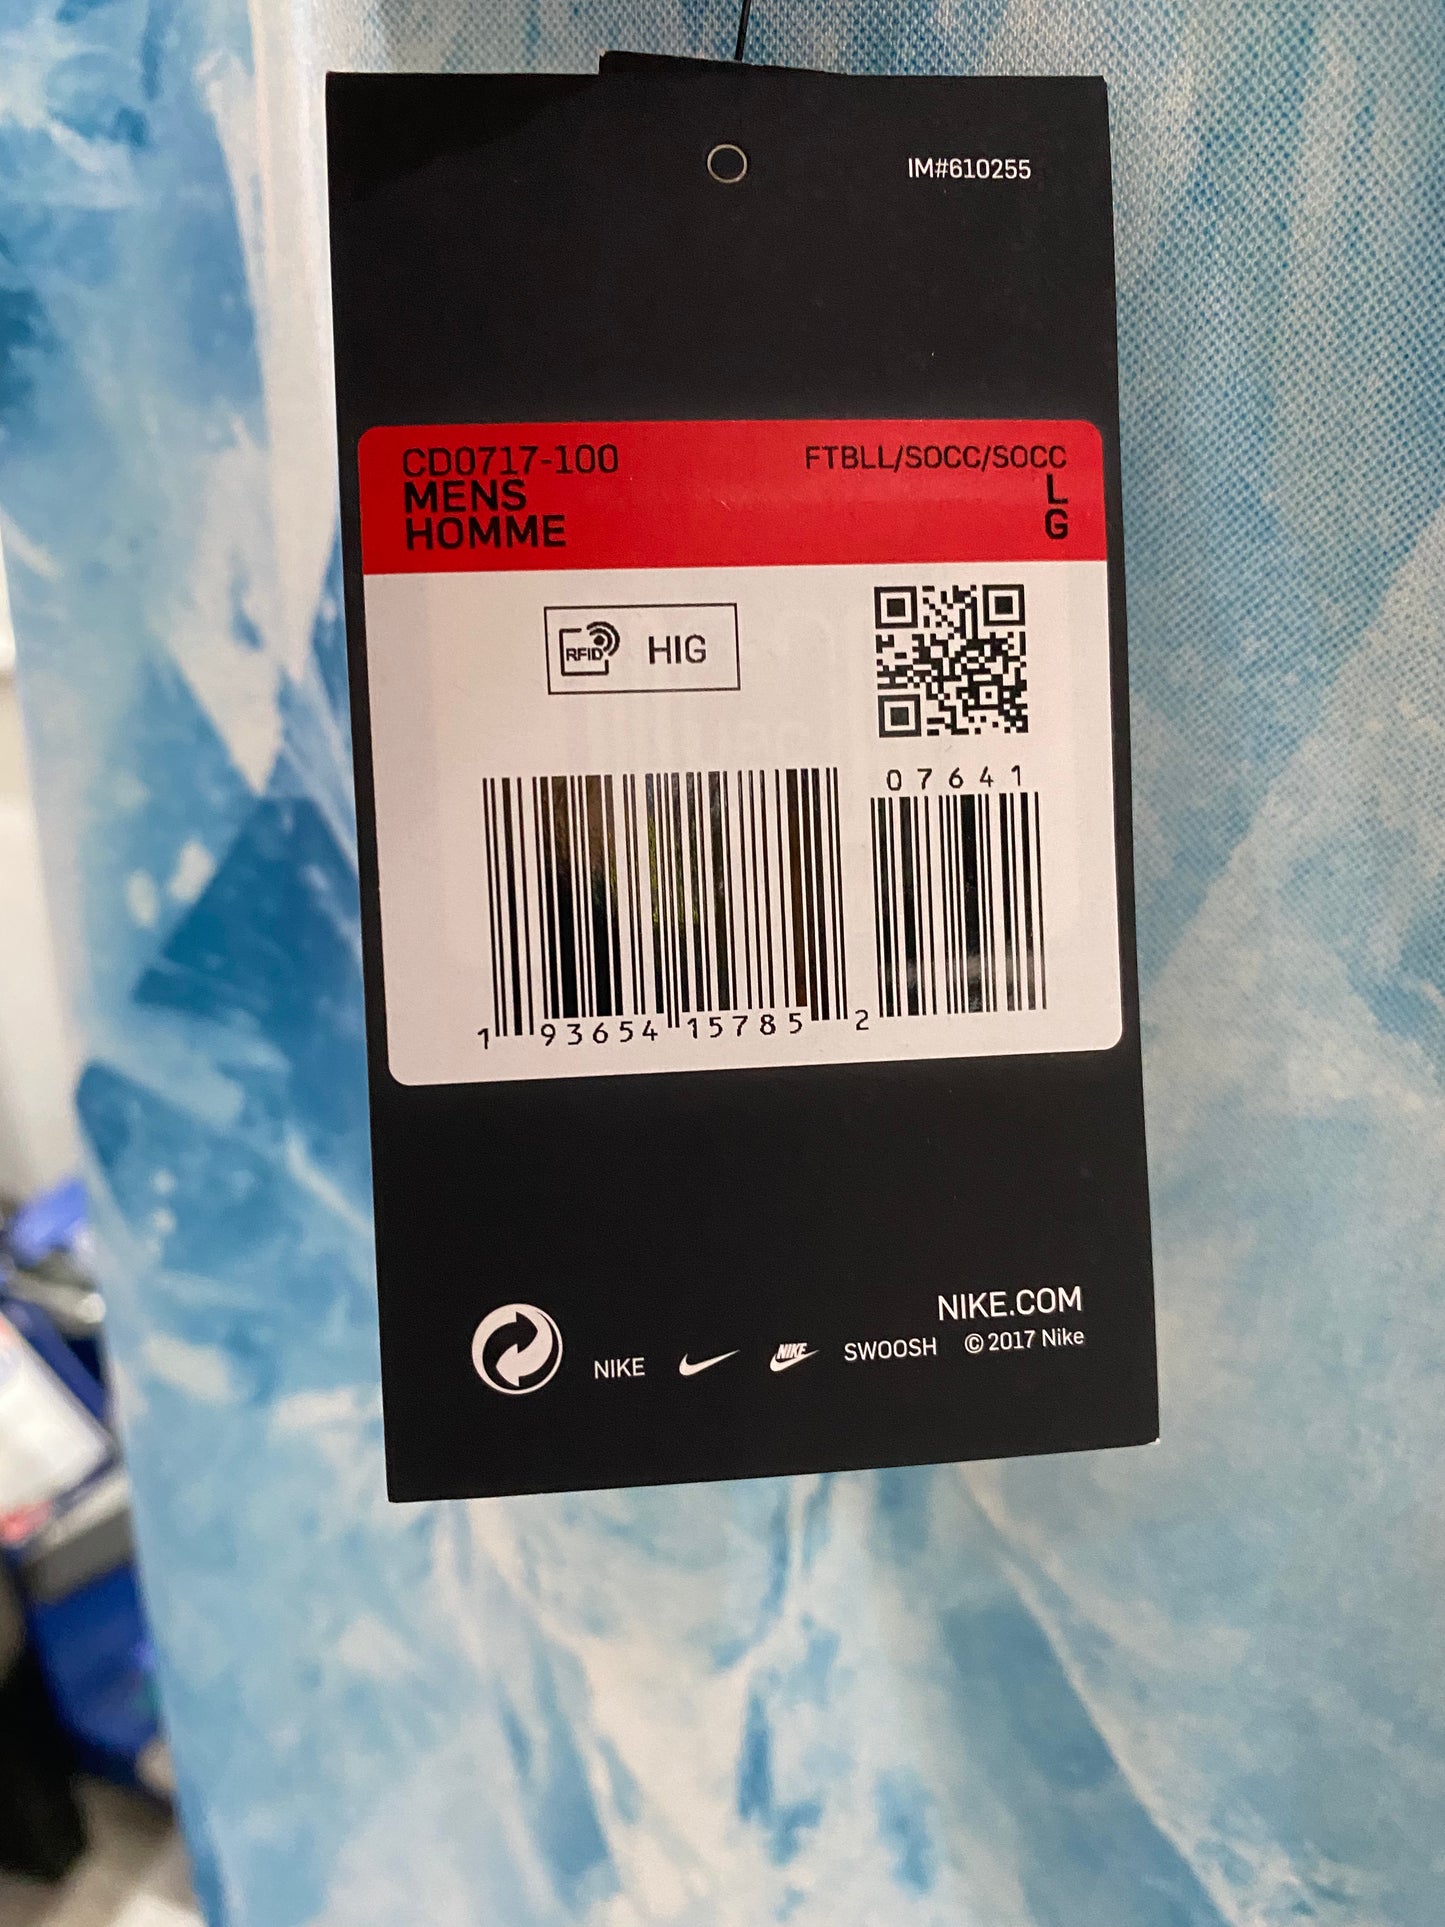 IM#610255
CD0717-100 FTBLL/SOCC/SOCC
MENS L
HOMME G
RFID HIG
07641
1 93654 15785 2
NIKE.COM
NIKE NIKE SWOOSH © 2017 Nike